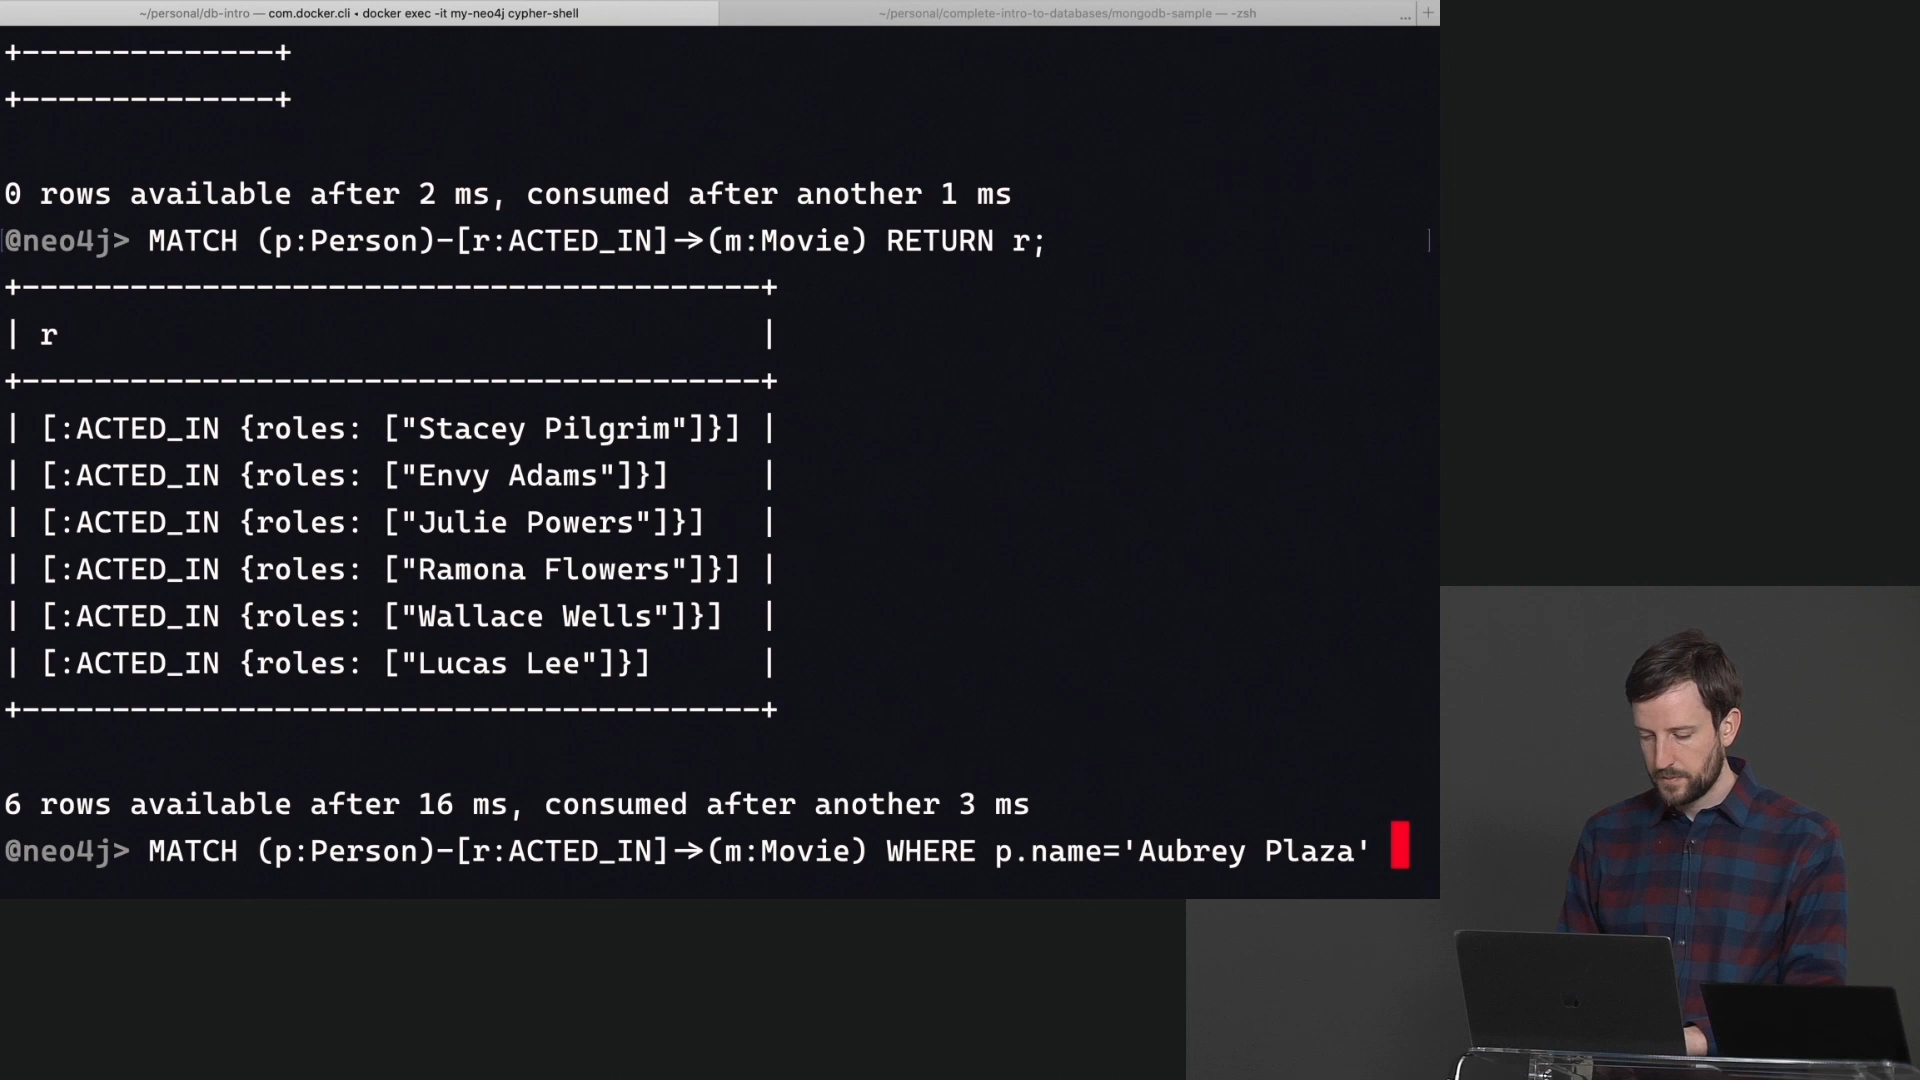 ~/personal/db-intro — com.docker.cli • docker exec -it my-neo4j cypher-shell
~/personal/complete-intro-to-databases/mongodb-sample — -zsh
... +
+--------------+
+--------------+
0 rows available after 2 ms, consumed after another 1 ms
@neo4j> MATCH (p:Person)-[r:ACTED_IN]->(m:Movie) RETURN r;
+-----------------------------------------+
| r                                       |
+-----------------------------------------+
| [:ACTED_IN {roles: ["Stacey Pilgrim"]}] |
| [:ACTED_IN {roles: ["Envy Adams"]}]     |
| [:ACTED_IN {roles: ["Julie Powers"]}]   |
| [:ACTED_IN {roles: ["Ramona Flowers"]}] |
| [:ACTED_IN {roles: ["Wallace Wells"]}]  |
| [:ACTED_IN {roles: ["Lucas Lee"]}]      |
+-----------------------------------------+
6 rows available after 16 ms, consumed after another 3 ms
@neo4j> MATCH (p:Person)-[r:ACTED_IN]->(m:Movie) WHERE p.name='Aubrey Plaza'